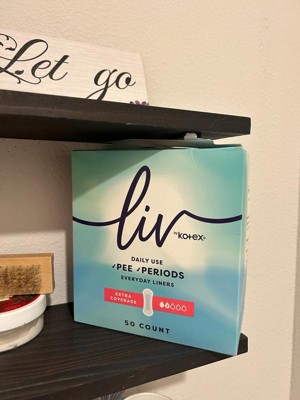 Let go
liv
by Kotex
DAILY USE
✓PEE ✓PERIODS
EVERYDAY LINERS
EXTRA
COVERAGE
50 COUNT